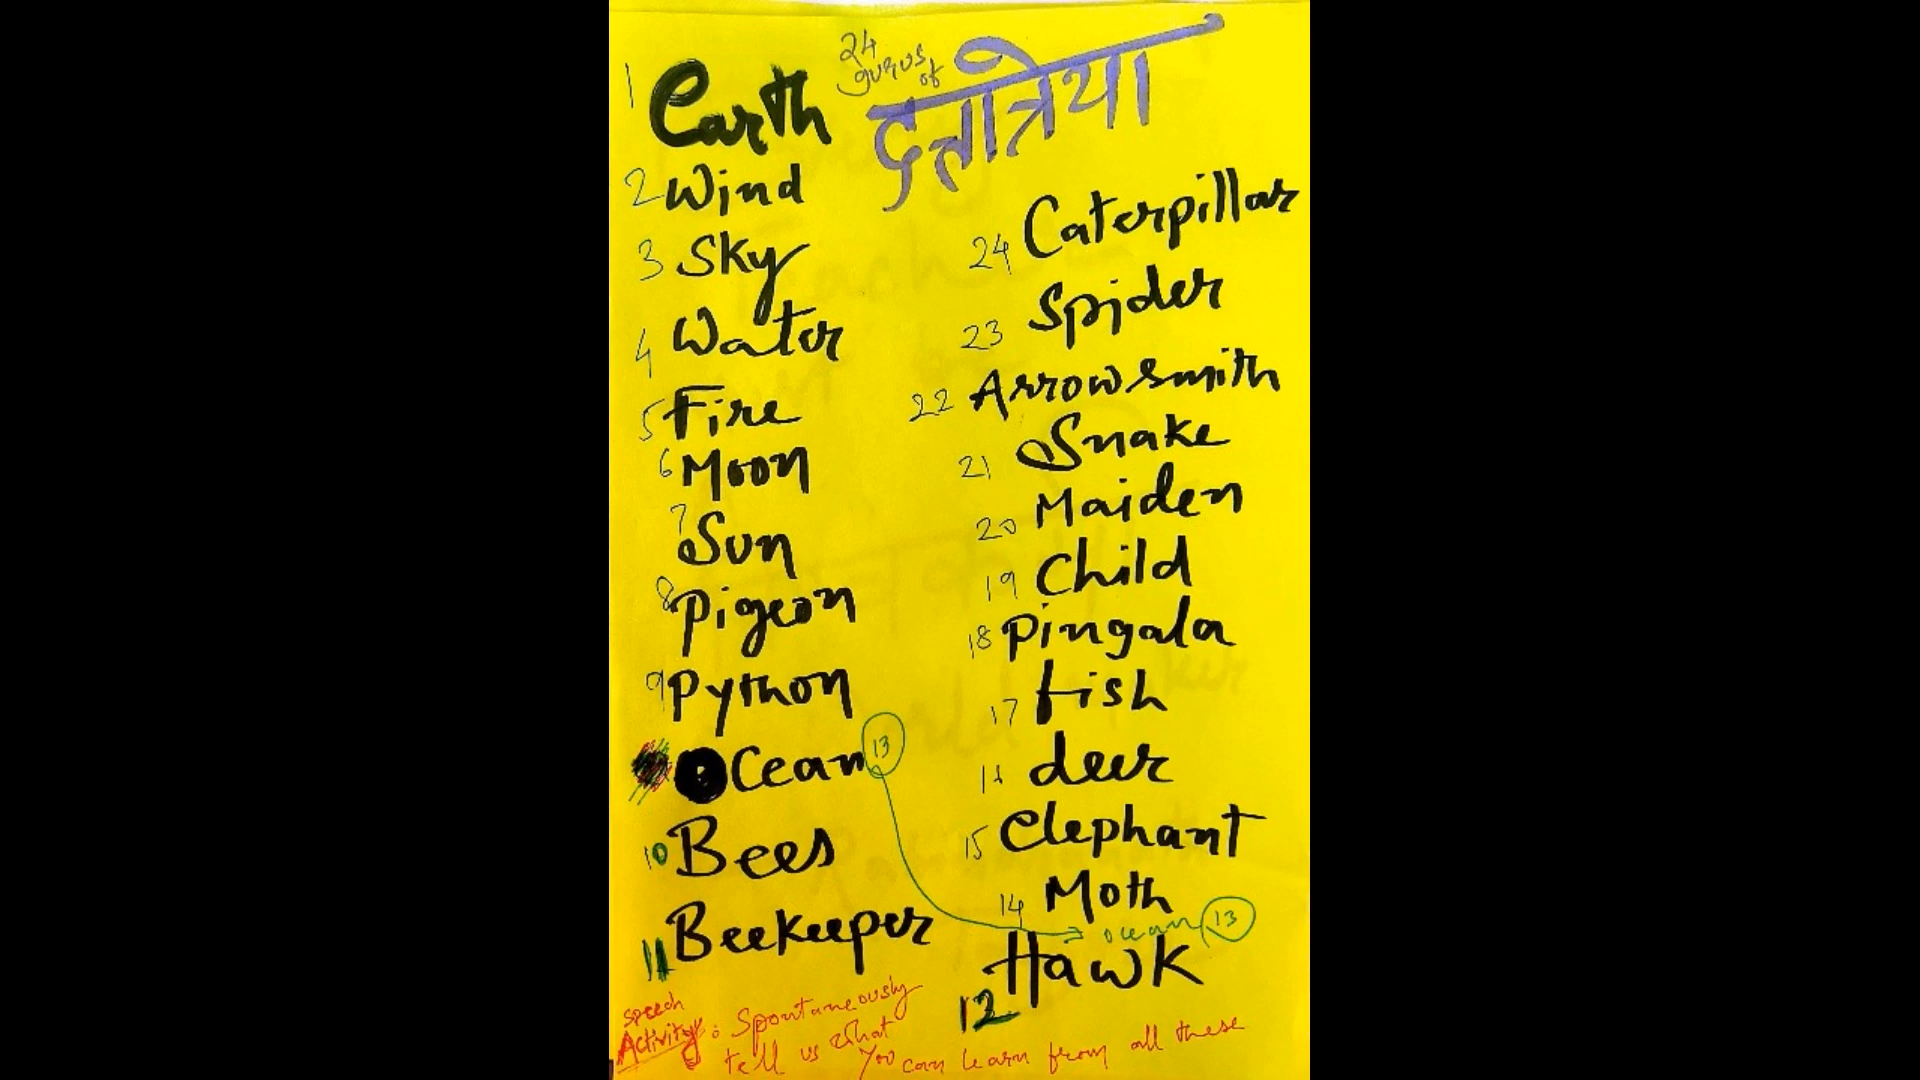 24
gurus
of
दत्तात्रेया
1 Earth
2 Wind
3 Sky
4 Water
5 Fire
6 Moon
7 Sun
8 Pigeon
9 Python
Ocean 13
10 Bees
11 Beekeeper
24 Caterpillar
23 Spider
22 Arrowsmith
21 Snake
20 Maiden
19 Child
18 Pingala
17 fish
deer
15 Elephant
14 Moth
ocean 13
12 Hawk
speech
Activity : Spontaneously
tell us what
You can learn from all these